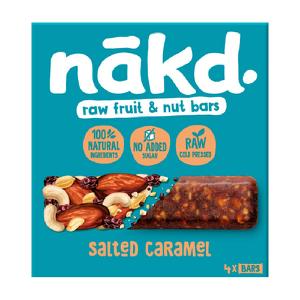 nākd.
raw fruit & nut bars
100%
NATURAL
INGREDIENTS
NO ADDED
SUGAR
RAW
COLD PRESSED
SALTED CARAMEL
4x BARS